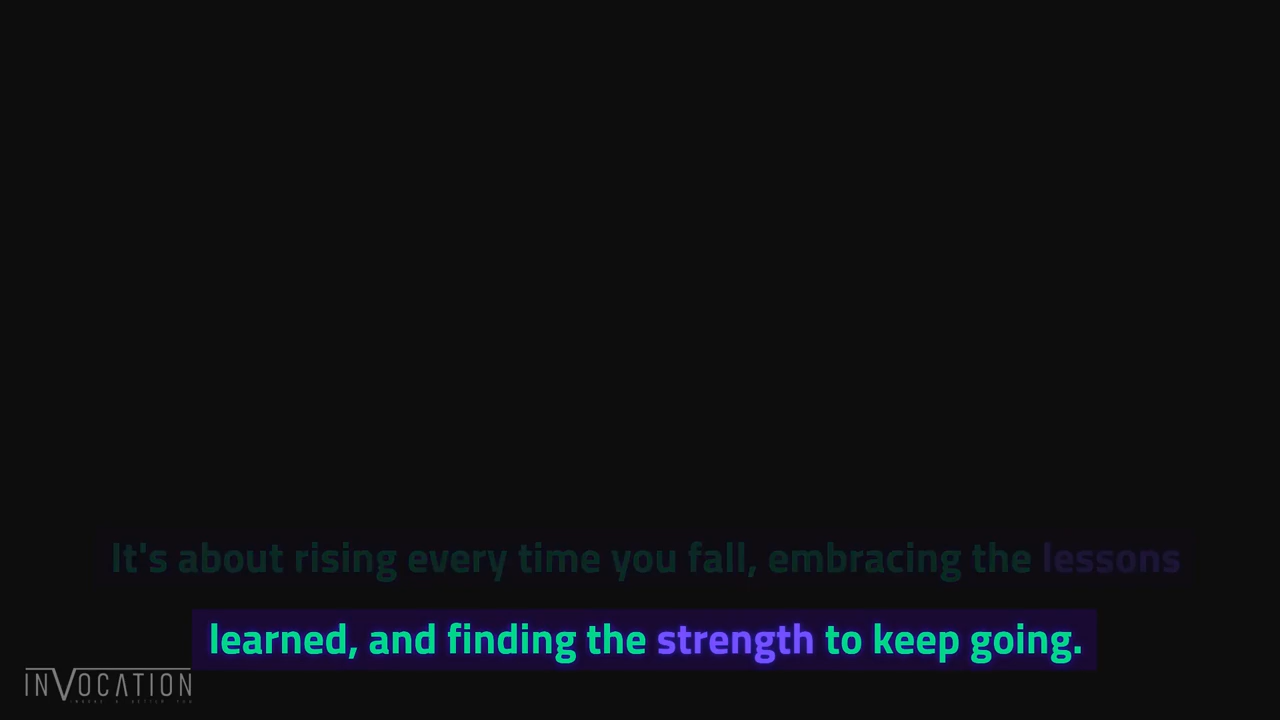 It's about rising every time you fall, embracing the lessons
learned, and finding the strength to keep going.
INVOCATION